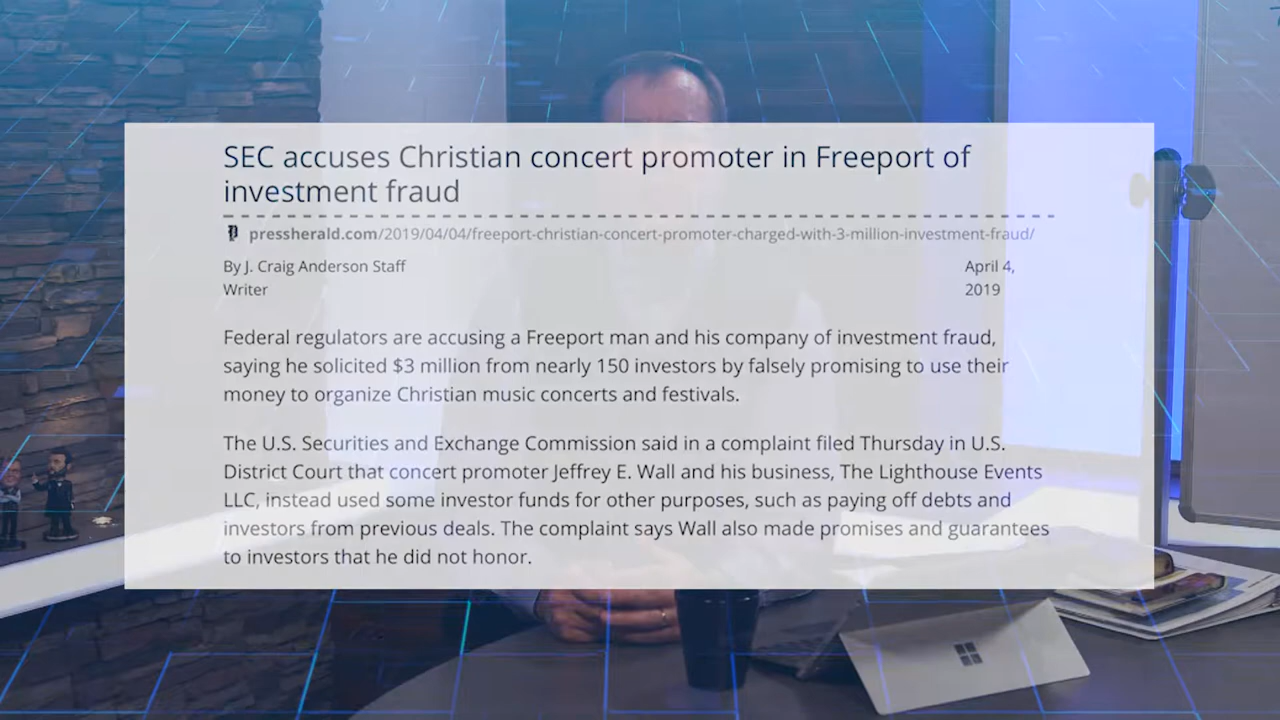 SEC accuses Christian concert promoter in Freeport of
investment fraud
pressherald.com/2019/04/04/freeport-christian-concert-promoter-charged-with-3-million-investment-fraud/
By J. Craig Anderson Staff
Writer
April 4,
2019
Federal regulators are accusing a Freeport man and his company of investment fraud,
saying he solicited $3 million from nearly 150 investors by falsely promising to use their
money to organize Christian music concerts and festivals.
The U.S. Securities and Exchange Commission said in a complaint filed Thursday in U.S.
District Court that concert promoter Jeffrey E. Wall and his business, The Lighthouse Events
LLC, instead used some investor funds for other purposes, such as paying off debts and
investors from previous deals. The complaint says Wall also made promises and guarantees
to investors that he did not honor.